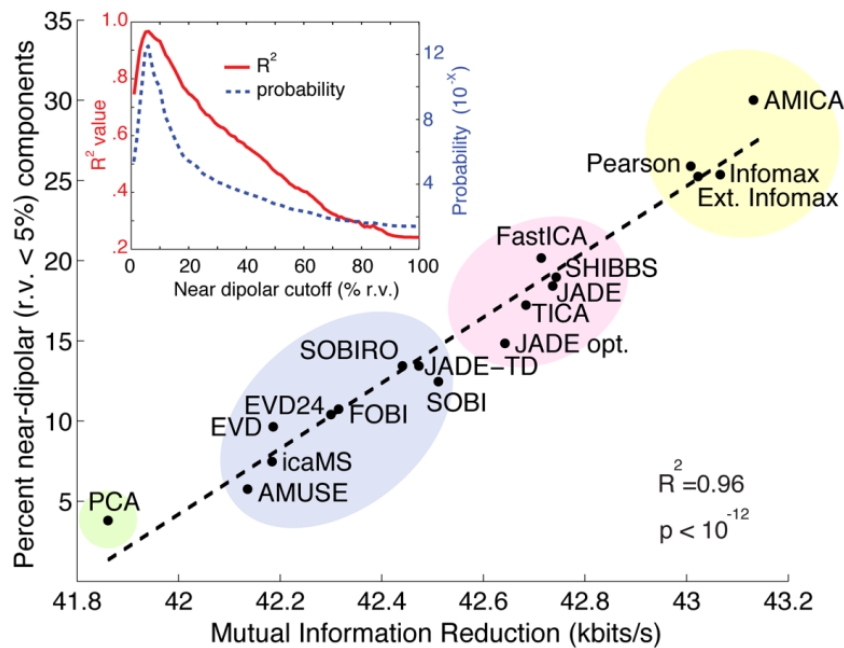 Percent near-dipolar (r.v. < 5%) components
35
30
25
20
15
10
5
R² value
1.0
.8
.6
.4
.2
R²
probability
12
8
4
Probability (10⁻ˣ)
0 20 40 60 80 100
Near dipolar cutoff (% r.v.)
AMICA
Pearson
Infomax
Ext. Infomax
FastICA
SHIBBS
JADE
TICA
JADE opt.
SOBIRO
JADE-TD
SOBI
EVD24
FOBI
EVD
icaMS
AMUSE
PCA
R²=0.96
p < 10⁻¹²
41.8 42 42.2 42.4 42.6 42.8 43 43.2
Mutual Information Reduction (kbits/s)